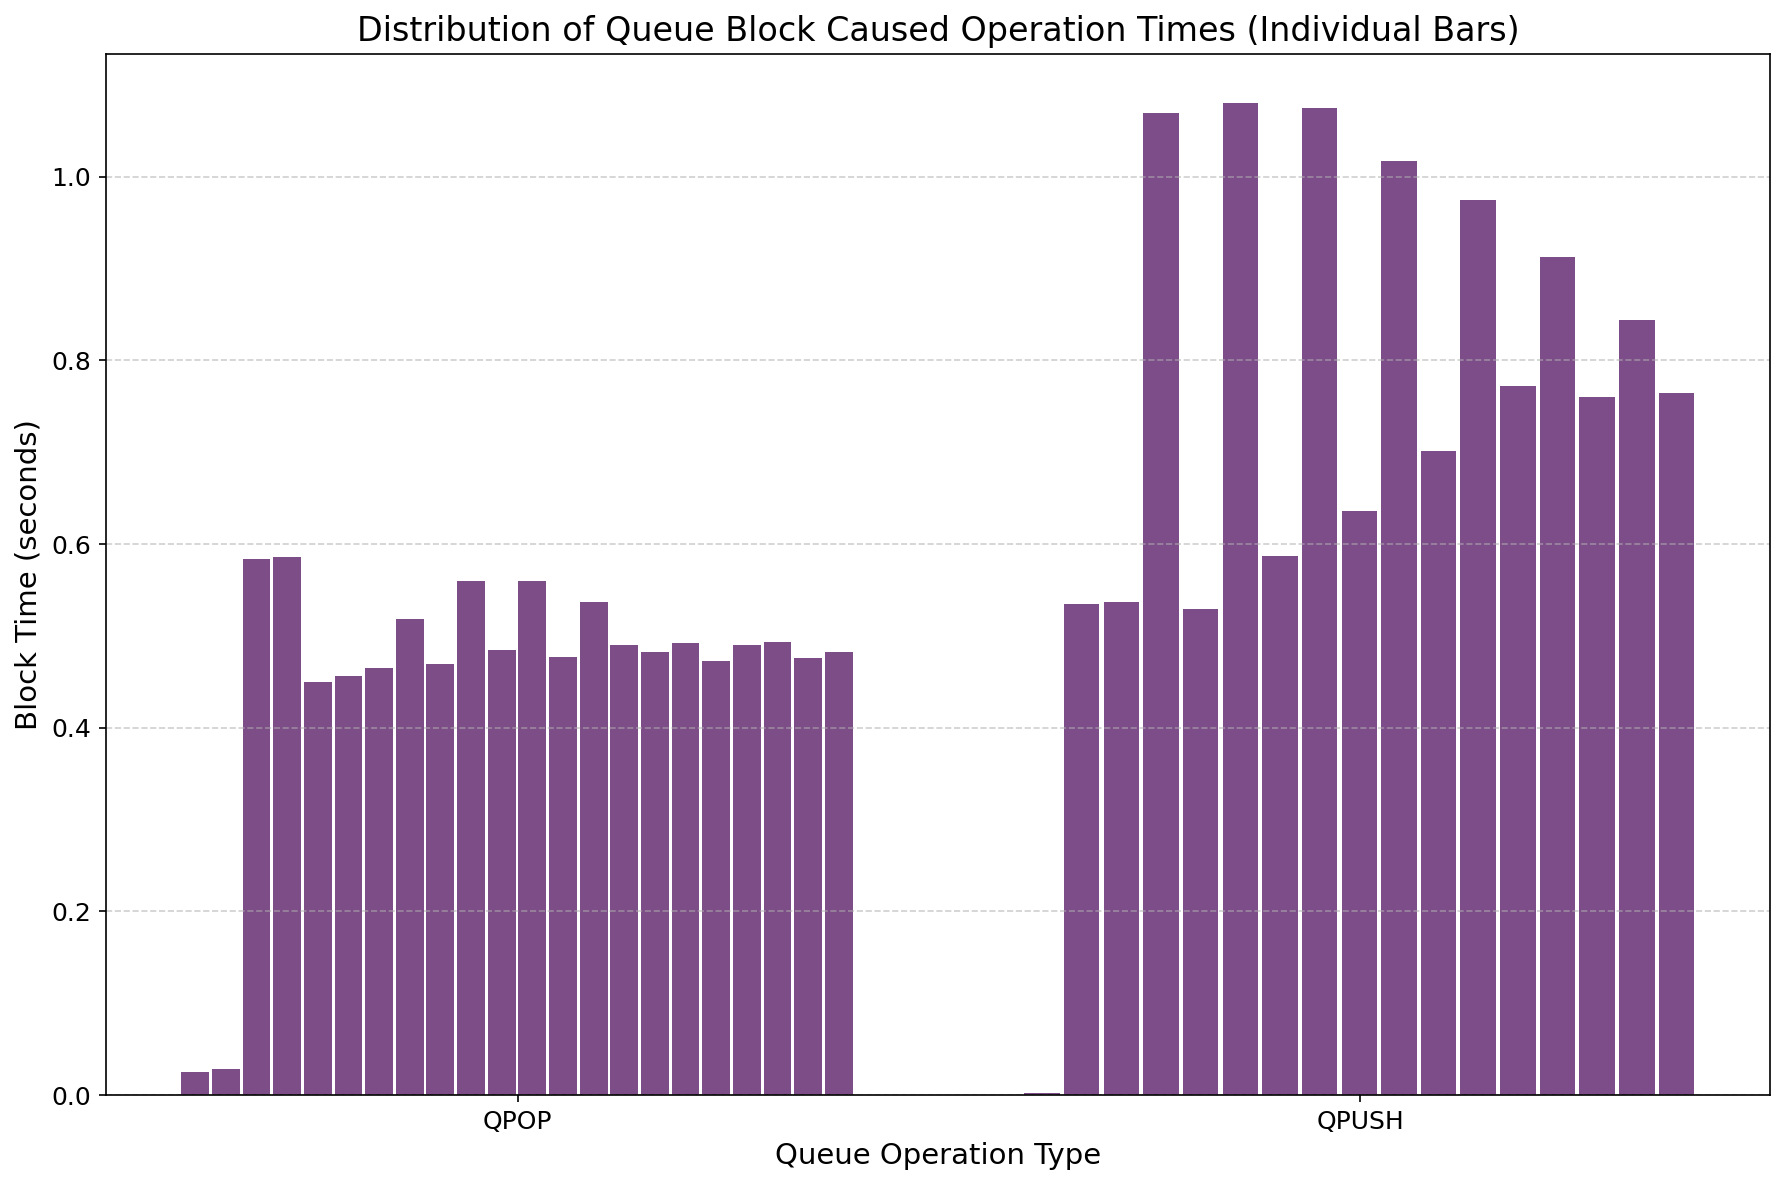 Distribution of Queue Block Caused Operation Times (Individual Bars)
Block Time (seconds)
1.0
0.8
0.6
0.4
0.2
0.0
QPOP QPUSH
Queue Operation Type